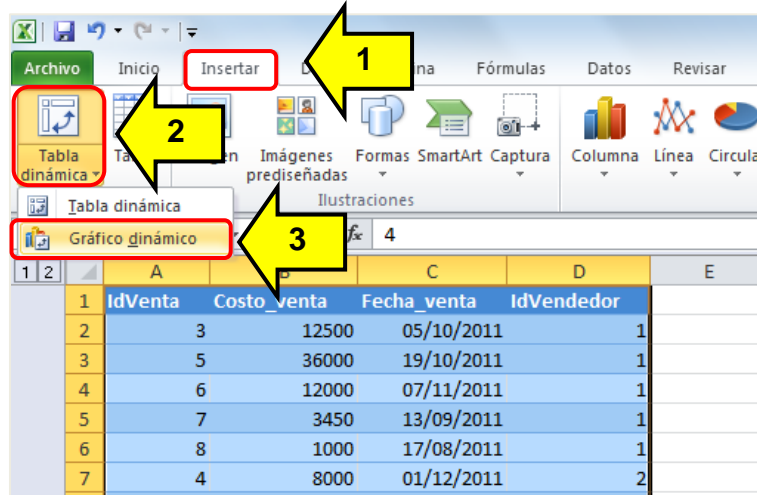 1
Archivo Inicio Insertar Fórmulas Datos Revisar
2
Tabla dinámica Imágenes prediseñadas Formas SmartArt Captura Columna Línea
Ilustraciones
Tabla dinámica
Gráfico dinámico
3
fx 4
1 2
A B C D E
1 IdVenta Costo_venta Fecha_venta IdVendedor
2 3 12500 05/10/2011 1
3 5 36000 19/10/2011 1
4 6 12000 07/11/2011 1
5 7 3450 13/09/2011 1
6 8 1000 17/08/2011 1
7 4 8000 01/12/2011 2